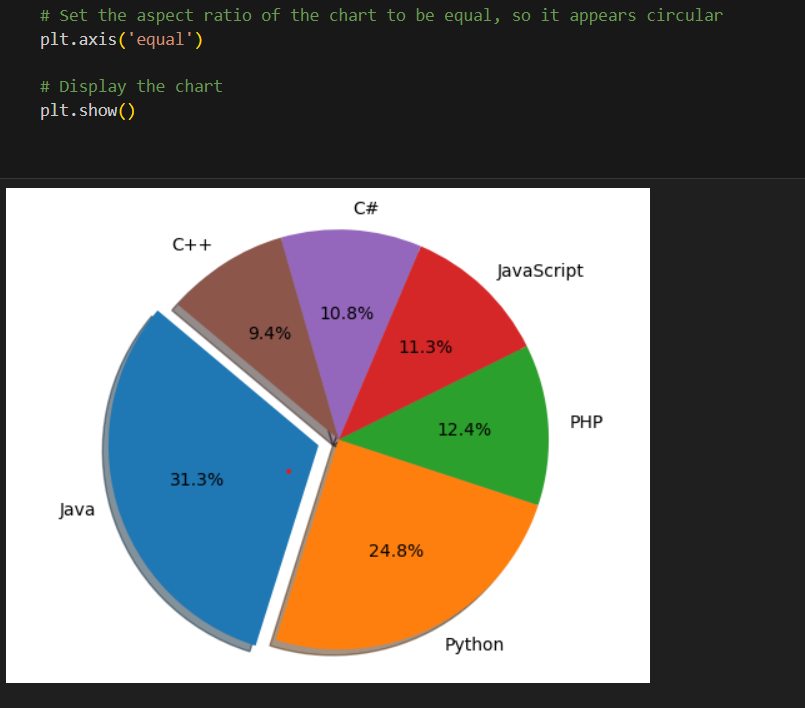 # Set the aspect ratio of the chart to be equal, so it appears circular
plt.axis('equal')
# Display the chart
plt.show()
C#
C++
JavaScript
10.8%
9.4%
11.3%
PHP
12.4%
31.3%
Java
24.8%
Python